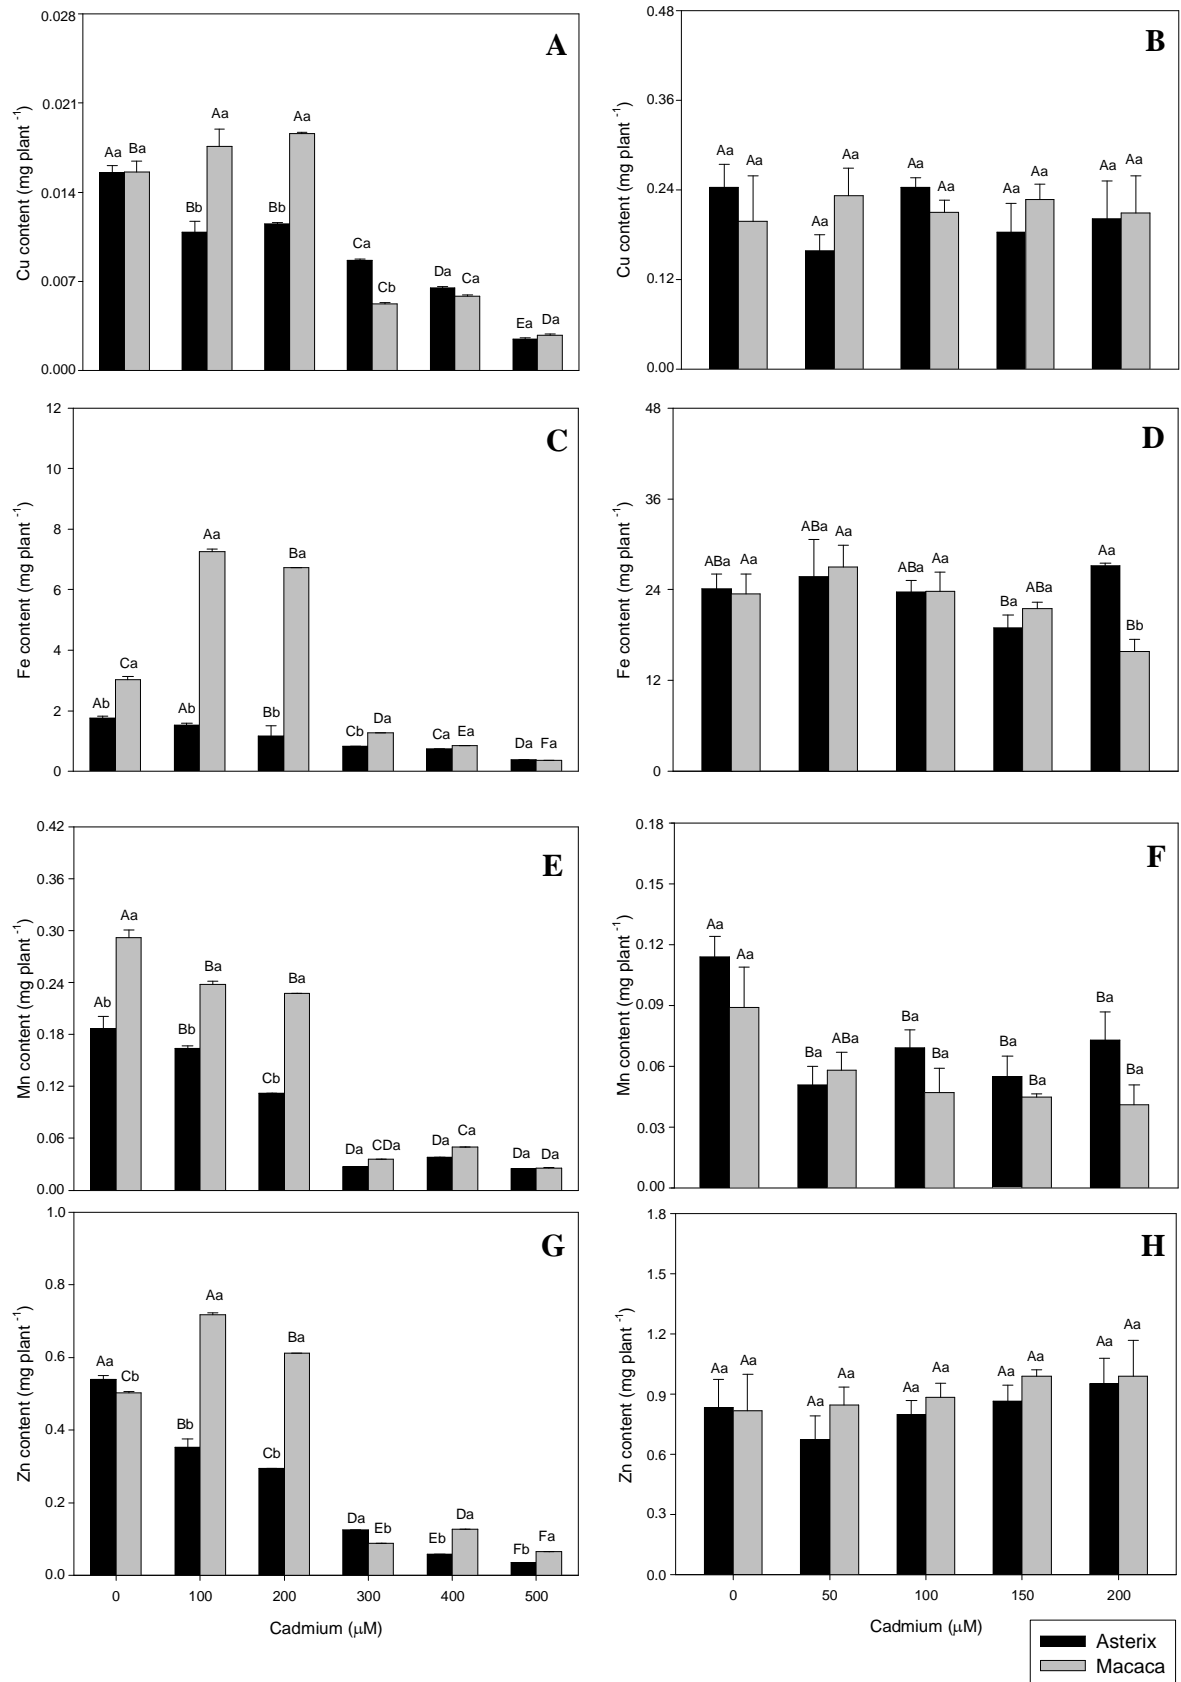 A
Cu content (mg plant -1)
0.028
0.021
0.014
0.007
0.000
Aa Ba
Bb Aa
Bb Aa
Ca Cb
Da Ca
Ea Da
B
Cu content (mg plant -1)
0.48
0.36
0.24
0.12
0.00
Aa Aa
Aa Aa
Aa Aa
Aa Aa
Aa Aa
C
Fe content (mg plant -1)
12
10
8
6
4
2
0
Ab Ca
Ab Aa
Bb Ba
Cb Da
Ca Ea
Da Fa
D
Fe content (mg plant -1)
48
36
24
12
0
ABa Aa
ABa Aa
ABa Aa
Ba ABa
Aa Bb
E
Mn content (mg plant -1)
0.42
0.36
0.30
0.24
0.18
0.12
0.06
0.00
Ab Aa
Bb Ba
Cb Ba
Da CDa
Da Ca
Da Da
F
Mn content (mg plant -1)
0.18
0.15
0.12
0.09
0.06
0.03
0.00
Aa Aa
Ba ABa
Ba Ba
Ba Ba
Ba Ba
G
Zn content (mg plant -1)
1.0
0.8
0.6
0.4
0.2
0.0
Aa Cb
Bb Aa
Cb Ba
Da Eb
Eb Da
Fb Fa
0 100 200 300 400 500
Cadmium (μM)
H
Zn content (mg plant -1)
1.8
1.5
1.2
0.9
0.6
0.3
0.0
Aa Aa
Aa Aa
Aa Aa
Aa Aa
Aa Aa
0 50 100 150 200
Cadmium (μM)
Asterix
Macaca